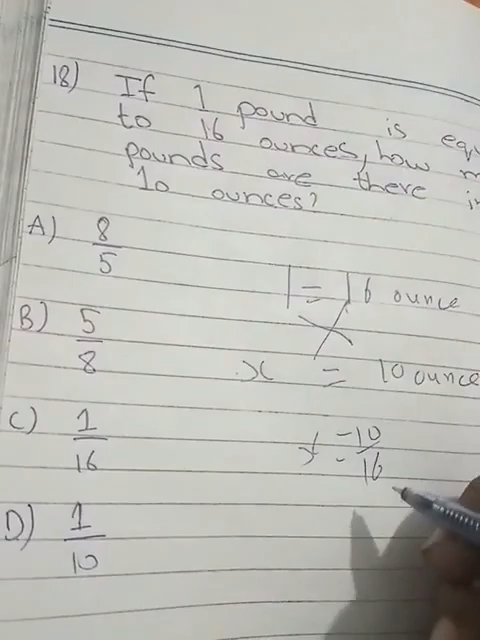 18) If 1 pound is equ
to 16 ounces, how m
pounds are there in
10 ounces?
A) 8/5
1 = 16 ounce
B) 5/8
x = 10 ounce
C) 1/16
x = 10/16
D) 1/10